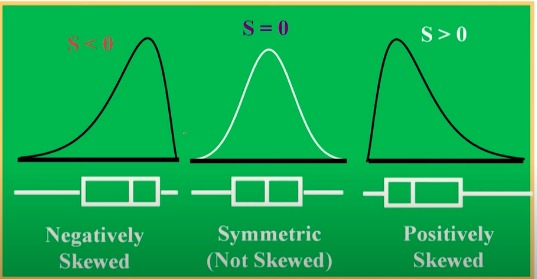 S < 0
S = 0
S > 0
Negatively
Skewed
Symmetric
(Not Skewed)
Positively
Skewed